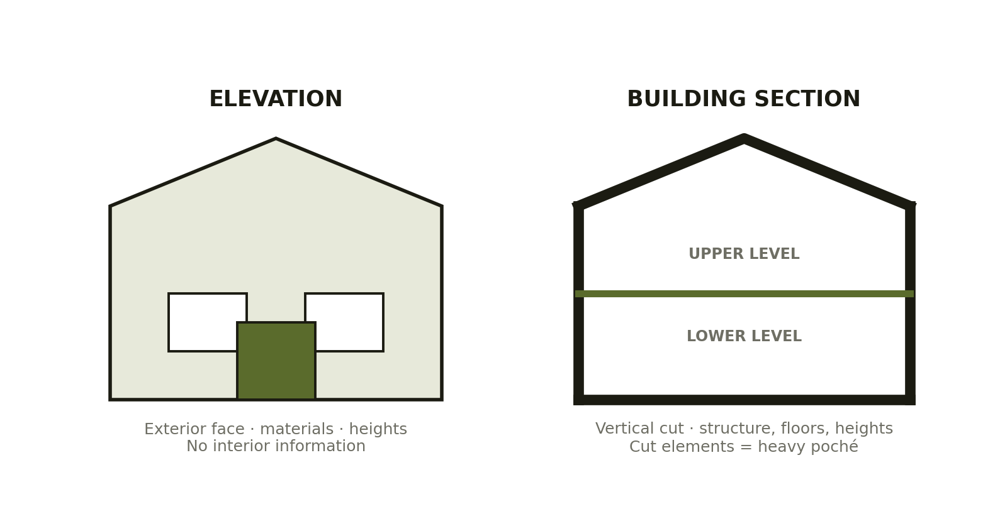 ELEVATION
Exterior face · materials · heights
No interior information
BUILDING SECTION
UPPER LEVEL
LOWER LEVEL
Vertical cut · structure, floors, heights
Cut elements = heavy poché